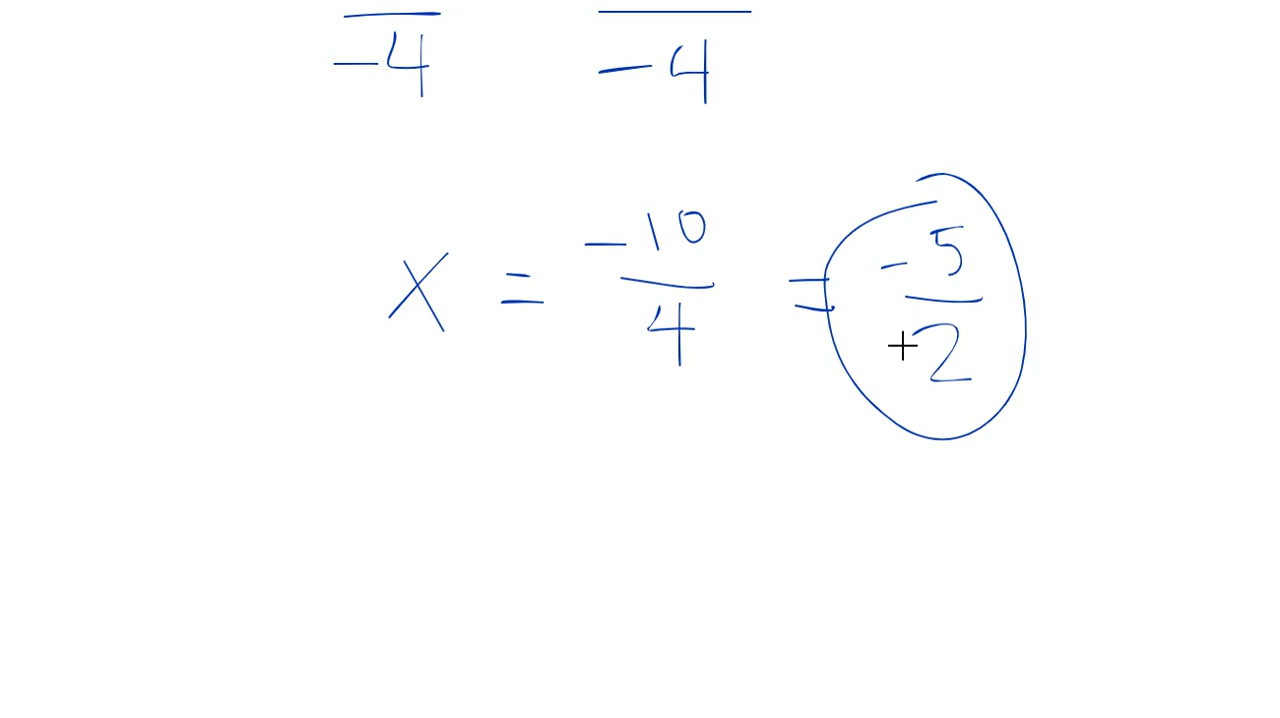 -4 -4
x = -10/4 = -5/2